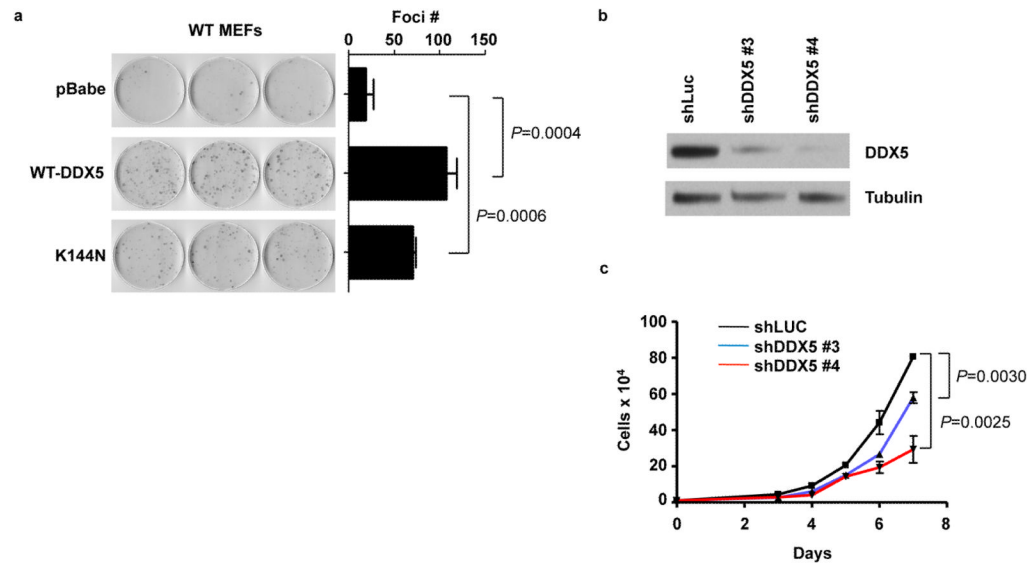 a
WT MEFs
Foci #
0 50 100 150
pBabe
WT-DDX5
K144N
P=0.0004
P=0.0006
b
shLuc
shDDX5 #3
shDDX5 #4
DDX5
Tubulin
c
Cells x 10⁴
100
80
60
40
20
0
0 2 4 6 8
Days
shLUC
shDDX5 #3
shDDX5 #4
P=0.0030
P=0.0025